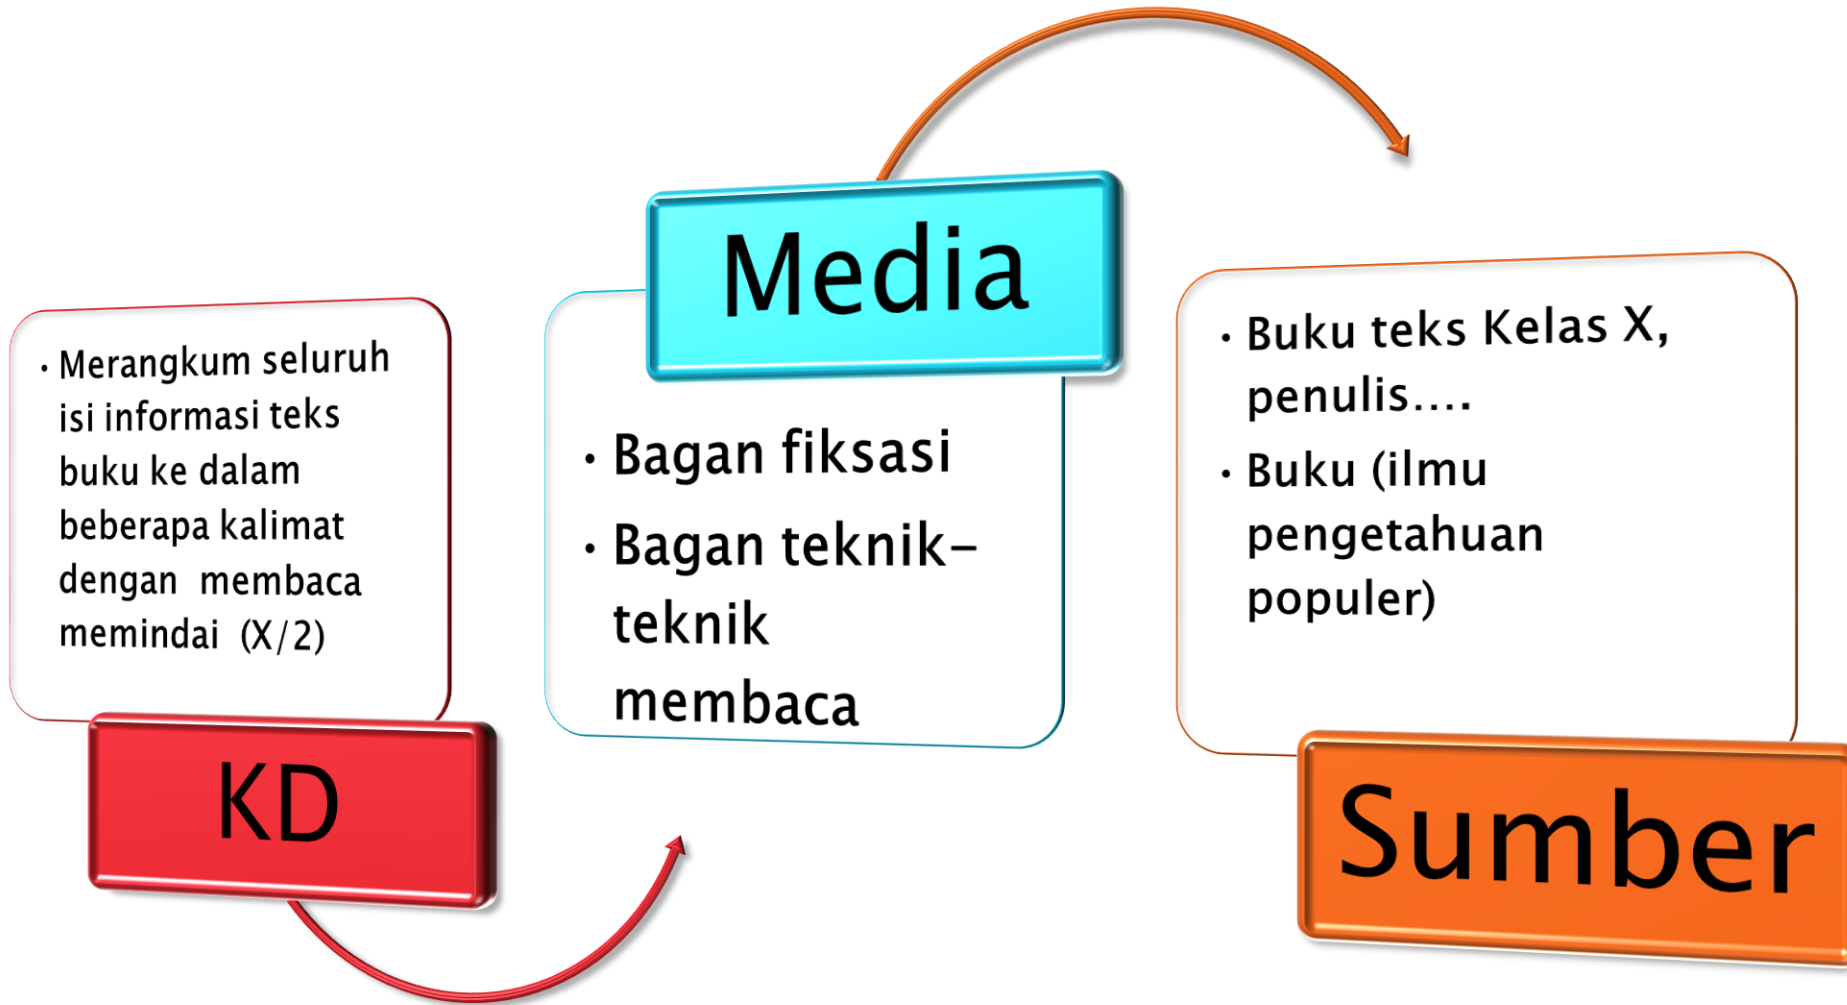 • Merangkum seluruh
isi informasi teks
buku ke dalam
beberapa kalimat
dengan membaca
memindai (X/2)
KD
Media
• Bagan fiksasi
• Bagan teknik–
teknik
membaca
• Buku teks Kelas X,
penulis....
• Buku (ilmu
pengetahuan
populer)
Sumber